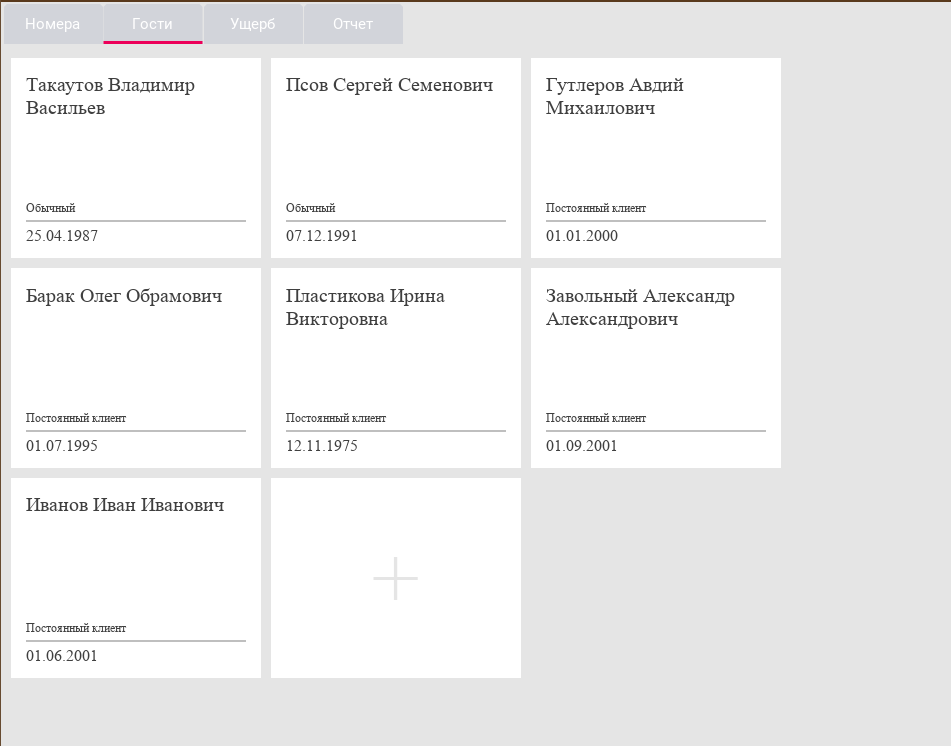 Номера
Гости
Ущерб
Отчет
Такаутов Владимир
Васильев
Обычный
25.04.1987
Псов Сергей Семенович
Обычный
07.12.1991
Гутлеров Авдий
Михаилович
Постоянный клиент
01.01.2000
Барак Олег Обрамович
Постоянный клиент
01.07.1995
Пластикова Ирина
Викторовна
Постоянный клиент
12.11.1975
Завольный Александр
Александрович
Постоянный клиент
01.09.2001
Иванов Иван Иванович
Постоянный клиент
01.06.2001